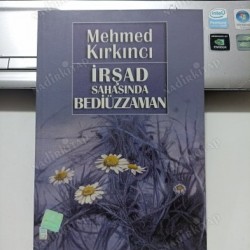 Mehmed
Kırkıncı
İRŞAD
SAHASINDA
BEDİÜZZAMAN